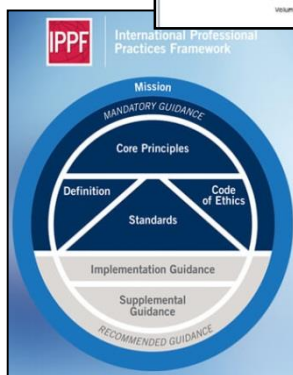 Volum
IPPF
International Professional
Practices Framework
Mission
MANDATORY GUIDANCE
Core Principles
Definition
Code
of Ethics
Standards
Implementation Guidance
Supplemental
Guidance
RECOMMENDED GUIDANCE